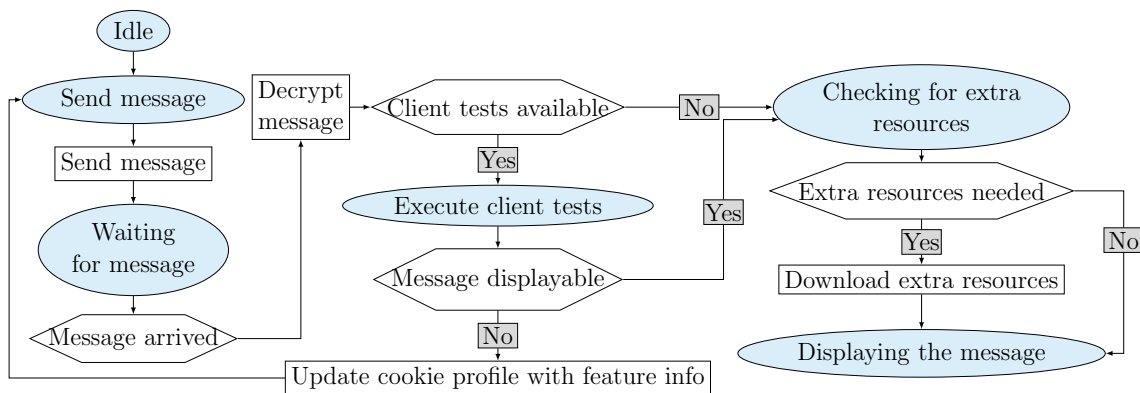 Idle
Send message
Send message
Waiting
for message
Message arrived
Decrypt
message
Client tests available
No
Yes
Execute client tests
Message displayable
Yes
No
Update cookie profile with feature info
Checking for extra
resources
Extra resources needed
No
Yes
Download extra resources
Displaying the message